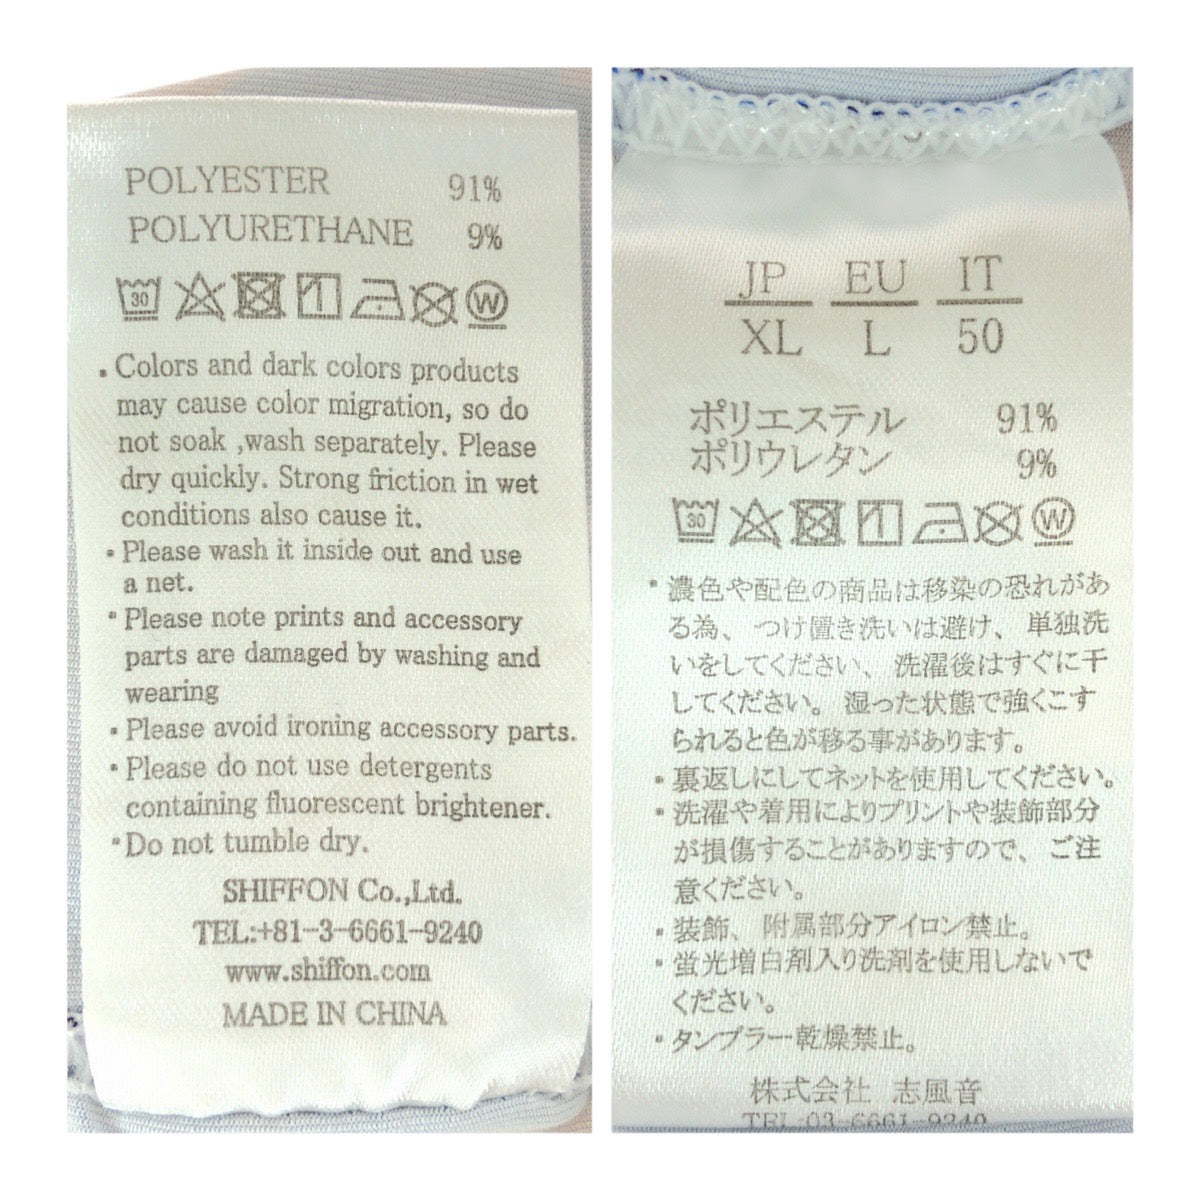 POLYESTER 91%
POLYURETHANE 9%
30 W
• Colors and dark colors products
may cause color migration, so do
not soak ,wash separately. Please
dry quickly. Strong friction in wet
conditions also cause it.
• Please wash it inside out and use
a net.
• Please note prints and accessory
parts are damaged by washing and
wearing
• Please avoid ironing accessory parts.
• Please do not use detergents
containing fluorescent brightener.
• Do not tumble dry.
SHIFFON Co.,Ltd.
TEL:+81-3-6661-9240
www.shiffon.com
MADE IN CHINA
JP EU IT
XL L 50
ポリエステル 91%
ポリウレタン 9%
30 W
• 濃色や配色の商品は移染の恐れがあ
る為、つけ置き洗いは避け、単独洗
いをしてください、洗濯後はすぐに干
してください。湿った状態で強くこす
られると色が移る事があります。
• 裏返しにしてネットを使用してください。
• 洗濯や着用によりプリントや装飾部分
が損傷することがありますので、ご注
意ください。
• 装飾、附属部分アイロン禁止。
• 蛍光増白剤入り洗剤を使用しないで
ください。
• タンブラー乾燥禁止。
株式会社 志風音
TEL:03-6661-9240